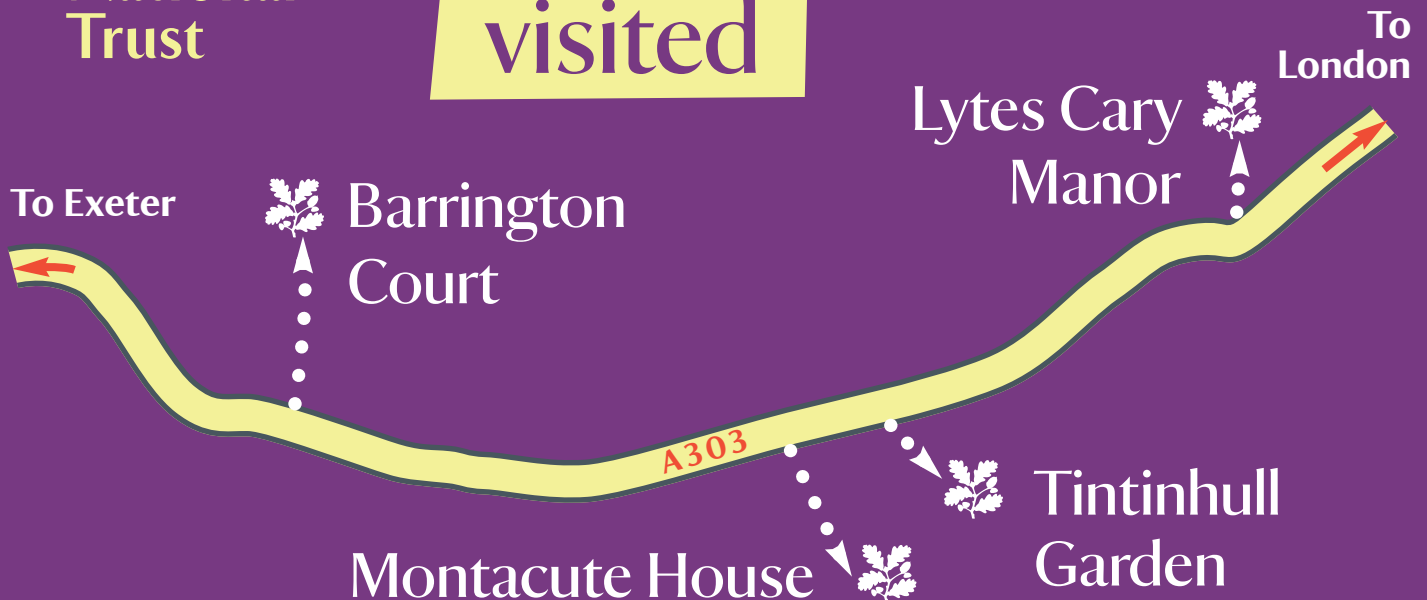 Trust
visited
To
London
Lytes Cary
Manor
To Exeter
Barrington
Court
A303
Tintinhull
Garden
Montacute House